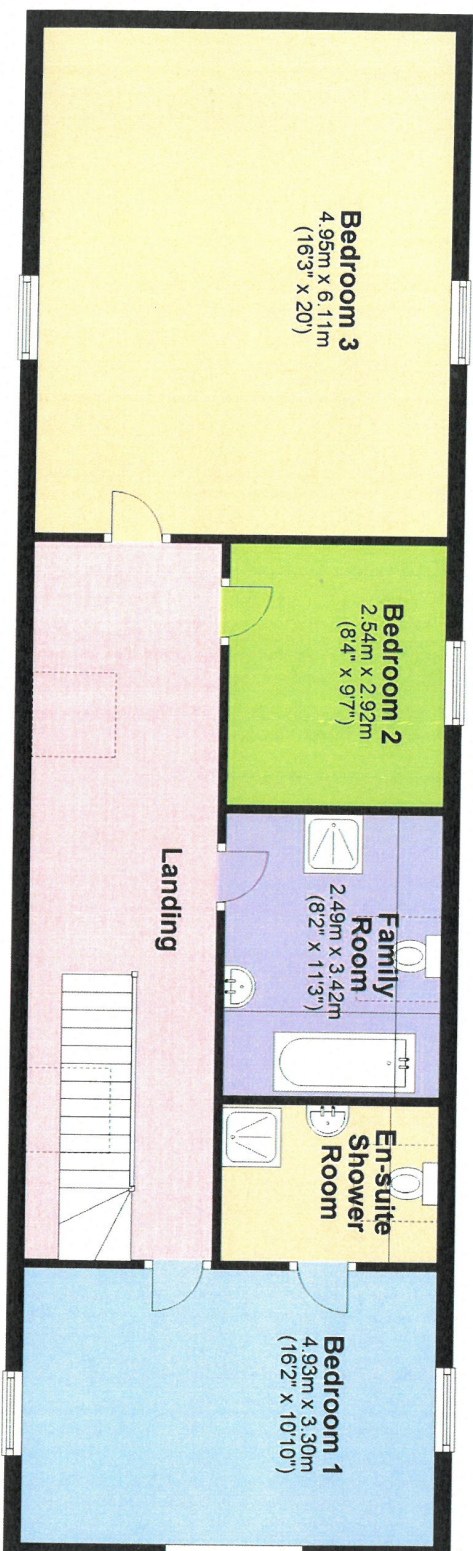 Bedroom 3
4.95m x 6.11m
(16'3" x 20')
Bedroom 2
2.54m x 2.92m
(8'4" x 9'7")
Family
Room
2.49m x 3.42m
(8'2" x 11'3")
Landing
En-suite
Shower
Room
Bedroom 1
4.93m x 3.30m
(16'2" x 10'10")